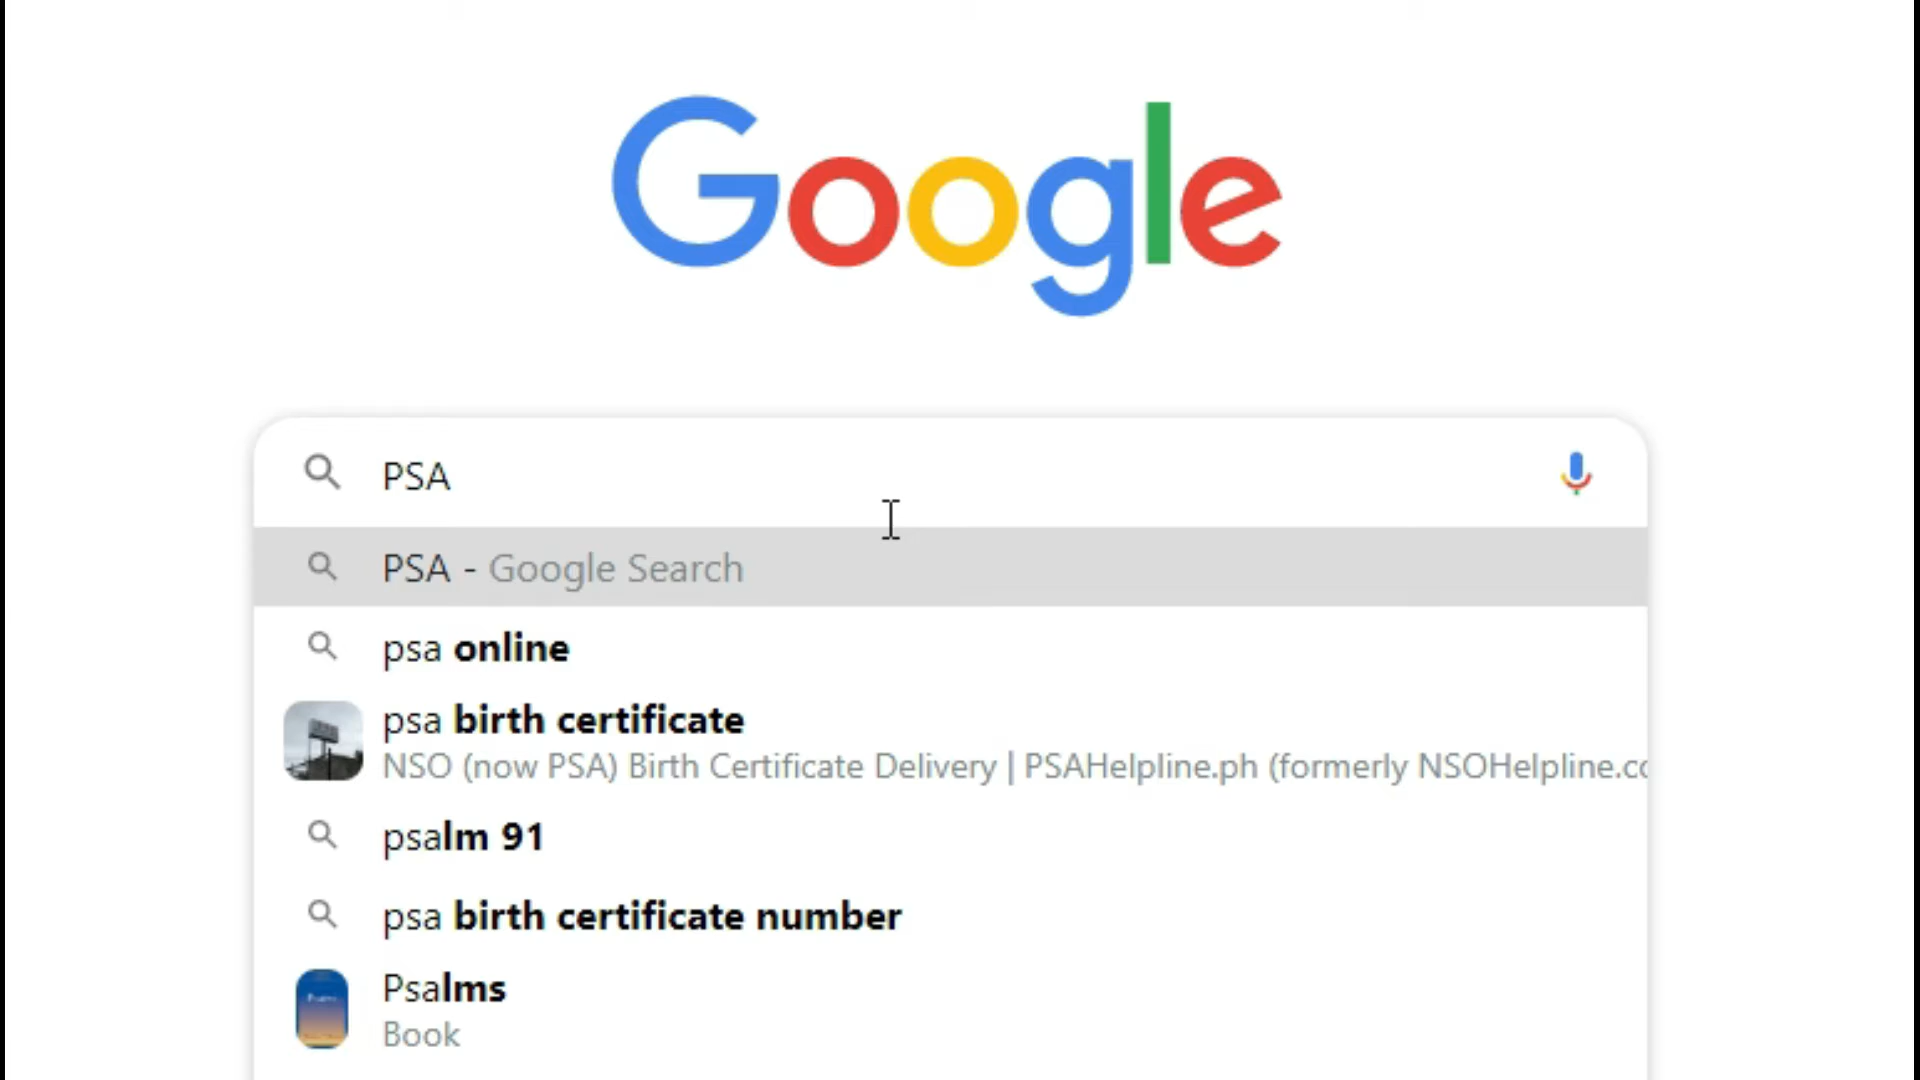 Google
PSA
PSA - Google Search
psa online
psa birth certificate
NSO (now PSA) Birth Certificate Delivery | PSAHelpline.ph (formerly NSOHelpline.co
psalm 91
psa birth certificate number
Psalms
Book